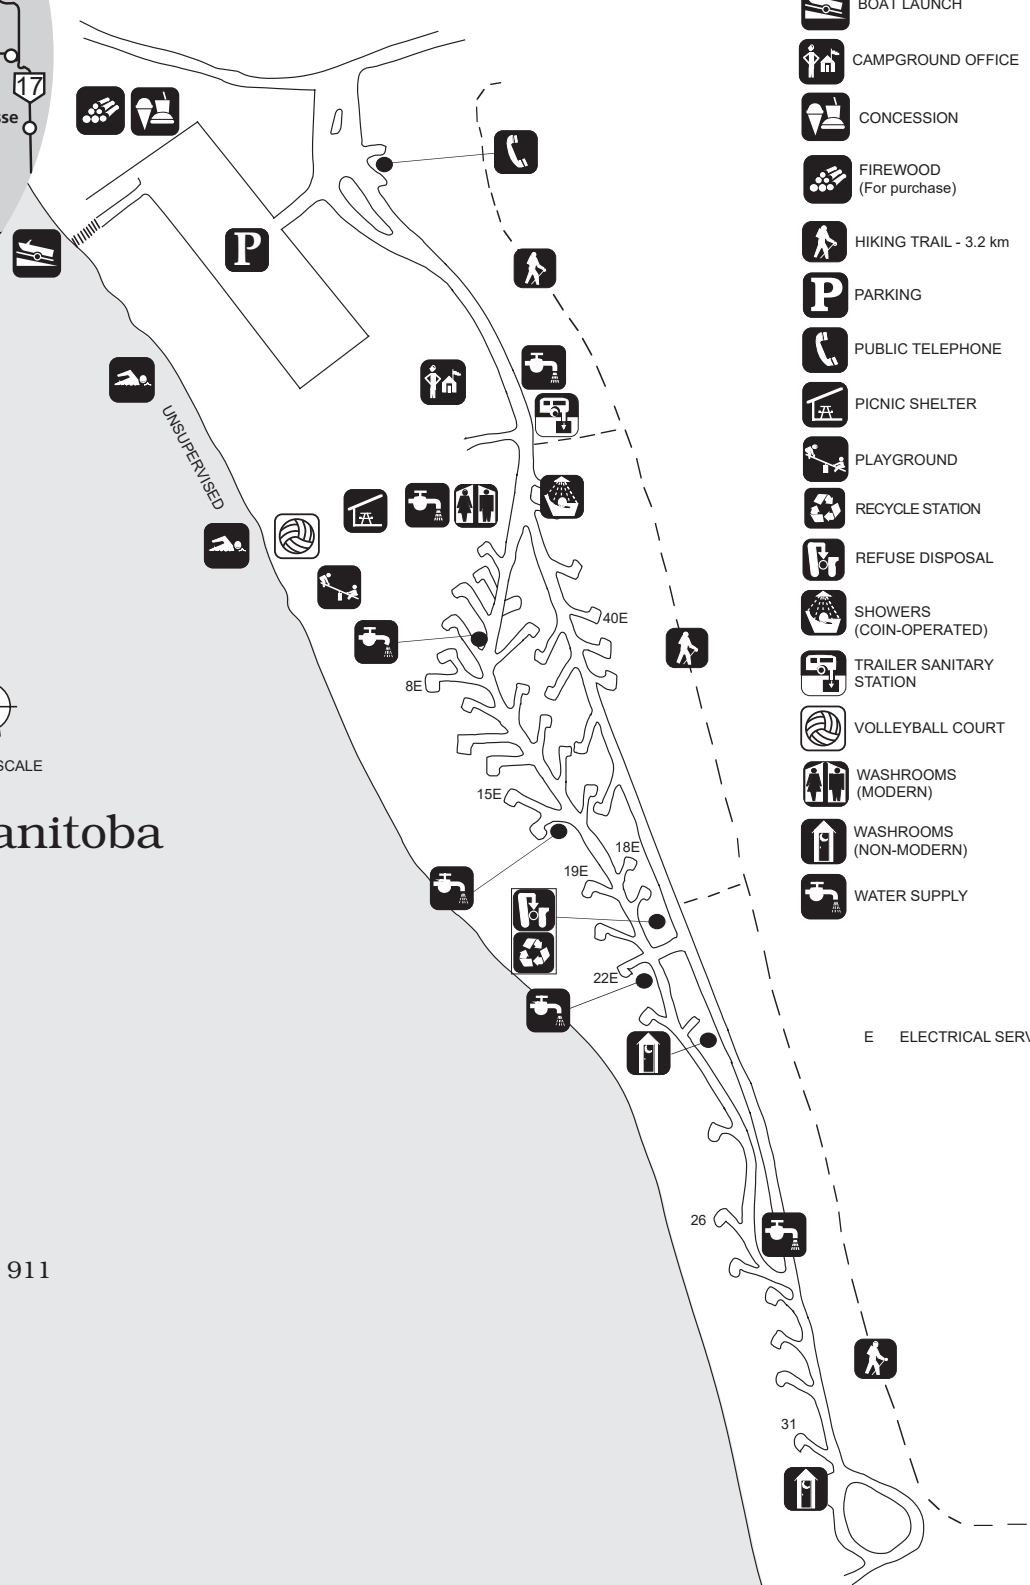 17
sse
BOAT LAUNCH
CAMPGROUND OFFICE
CONCESSION
FIREWOOD
(For purchase)
HIKING TRAIL - 3.2 km
P
PARKING
PUBLIC TELEPHONE
PICNIC SHELTER
PLAYGROUND
RECYCLE STATION
REFUSE DISPOSAL
SHOWERS
(COIN-OPERATED)
TRAILER SANITARY
STATION
VOLLEYBALL COURT
WASHROOMS
(MODERN)
WASHROOMS
(NON-MODERN)
WATER SUPPLY
E ELECTRICAL SERV
P
UNSUPERVISED
40E
8E
15E
18E
19E
22E
26
31
SCALE
anitoba
911